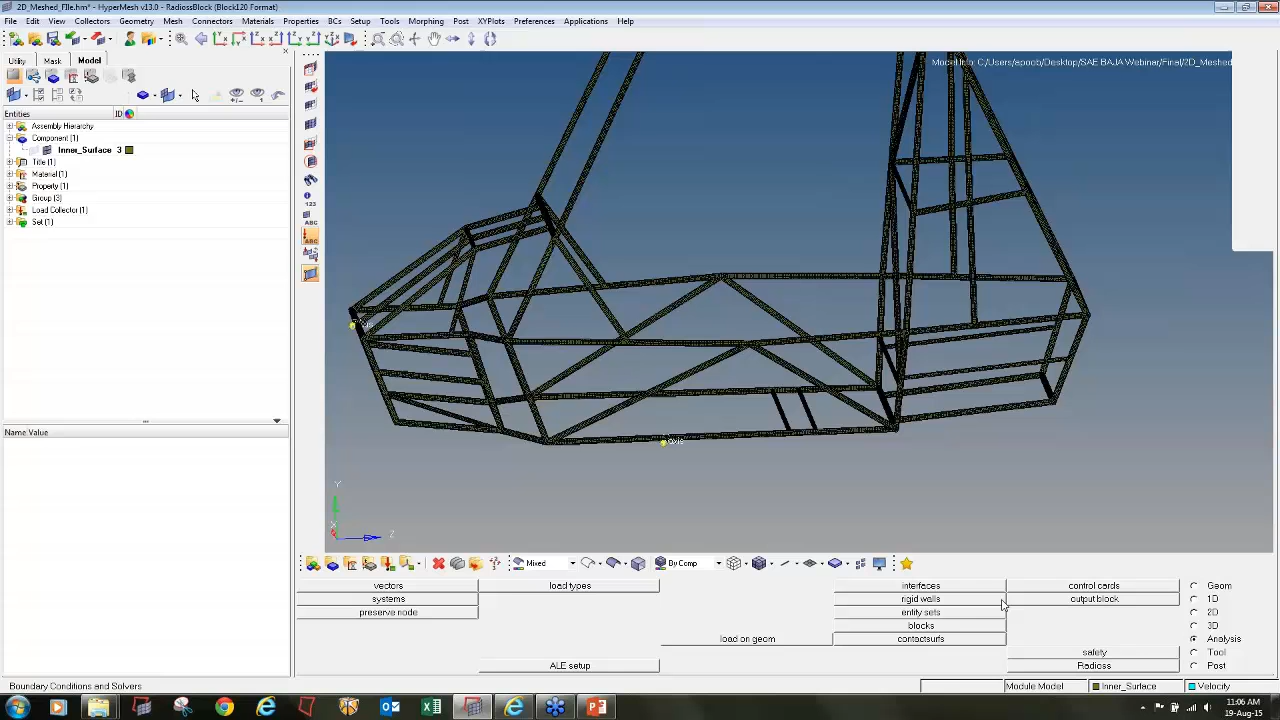 2D_Meshed_FIle.hm* - HyperMesh v13.0 - RadiossBlock (Block120 Format)
File Edit View Collectors Geometry Mesh Connectors Materials Properties BCs Setup Tools Morphing Post XYPlots Preferences Applications Help
Utility Mask Model
Entities ID
Assembly Hierarchy
Component (1)
Inner_Surface 3
Title (1)
Material (1)
Property (1)
Group (3)
Load Collector (1)
Set (1)
Name Value
Model Info: C:/Users/apoob/Desktop/SAE BAJA Webinar/Final/2D_Meshed
123
ABC
ABC
Y
X
Z
Mixed
By Comp
vectors
load types
interfaces
control cards
Geom
systems
rigid walls
output block
1D
preserve node
entity sets
2D
blocks
3D
load on geom
contactsurfs
Analysis
safety
Tool
ALE setup
Radioss
Post
Boundary Conditions and Solvers
Module Model
Inner_Surface
Velocity
11:06 AM
19-Aug-15